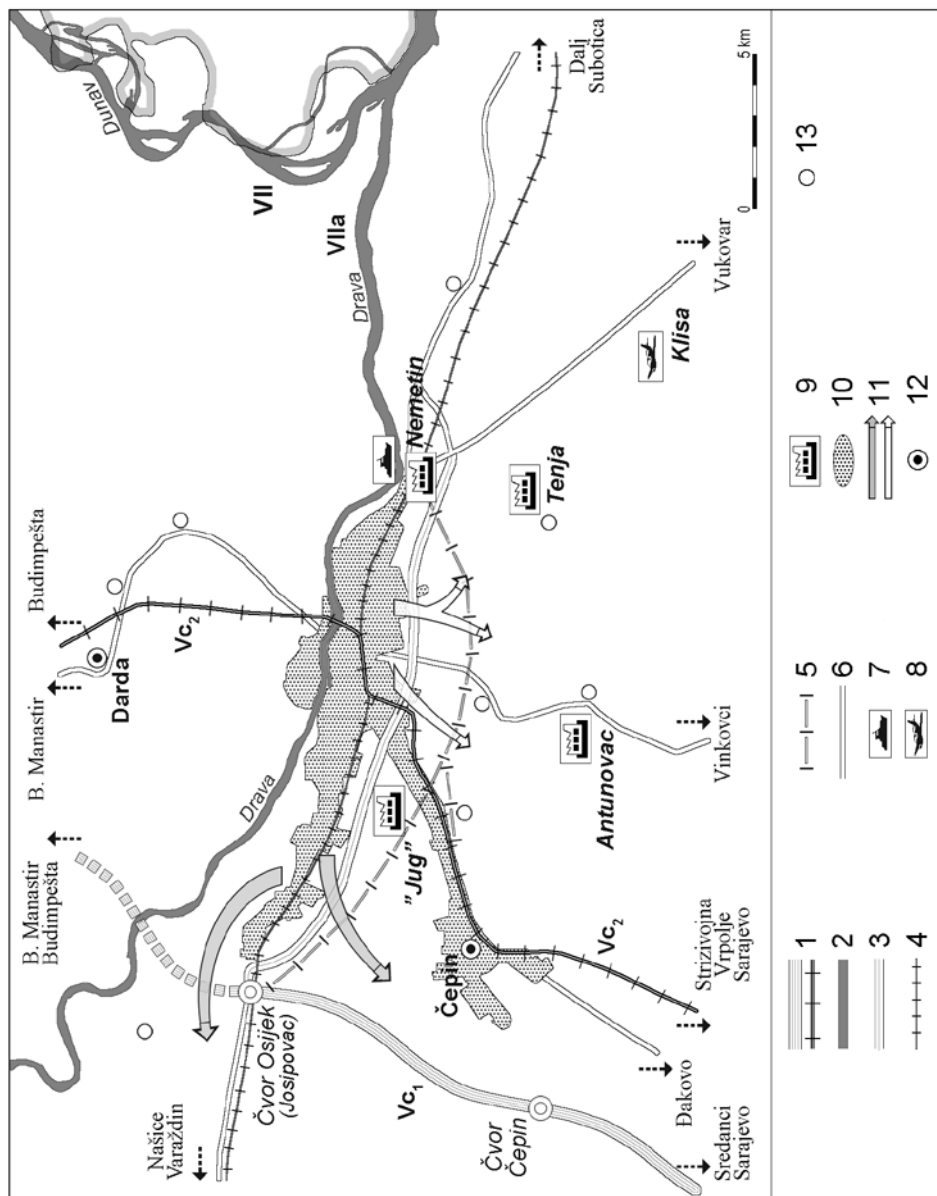 Dunav
VII
VIIa
Drava
Dalj
Subotica
Budimpešta
B. Manastir
B. Manastir
Budimpešta
Vc2
Darda
Drava
Nemetin
Klisa
Tenja
Vukovar
0 5 km
Našice
Varaždin
Čvor Osijek
(Josipovac)
"Jug"
Antunovac
Vinkovci
Čepin
Vc2
Vc1
Čvor
Čepin
Strizivojna
Vrpolje
Sarajevo
Đakovo
Sredanci
Sarajevo
1
2
3
4
5
6
7
8
9
10
11
12
13